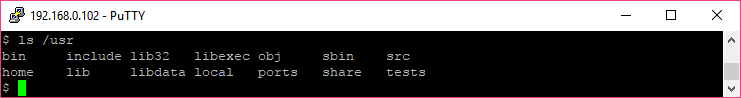 192.168.0.102 - PuTTY
$ ls /usr
bin include lib32 libexec obj sbin src
home lib libdata local ports share tests
$